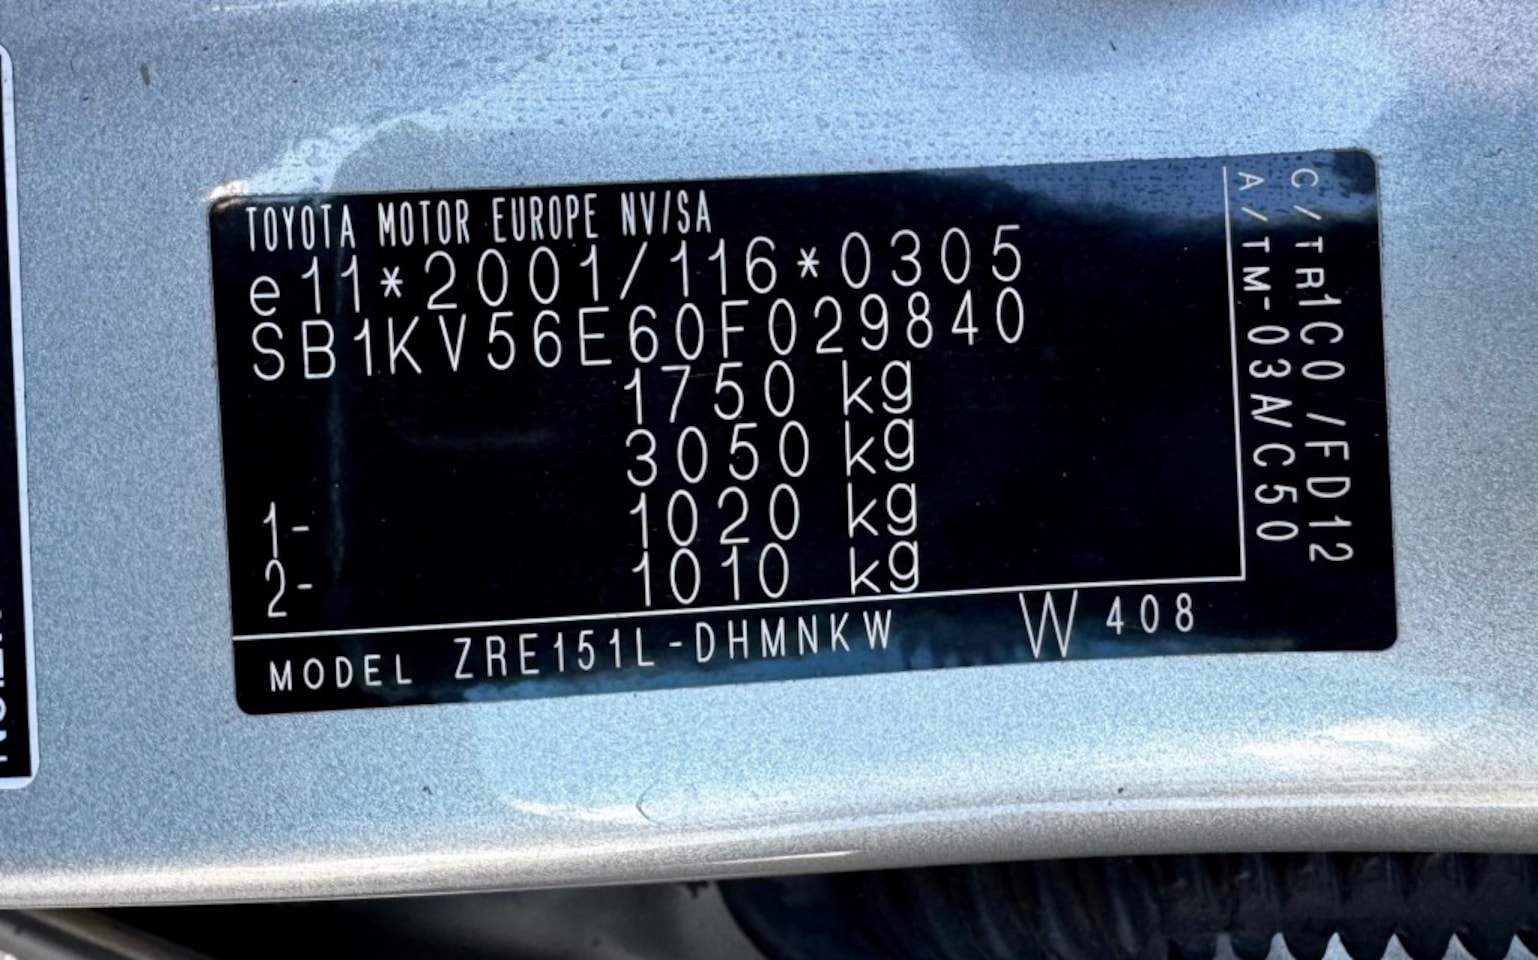 TOYOTA MOTOR EUROPE NV/SA
e11*2001/116*0305
SB1KV56E60F029840
1750 kg
3050 kg
1- 1020 kg
2- 1010 kg
MODEL ZRE151L-DHMNKW W408
C/TR1C0 /FD12
A/TM-03A/C50